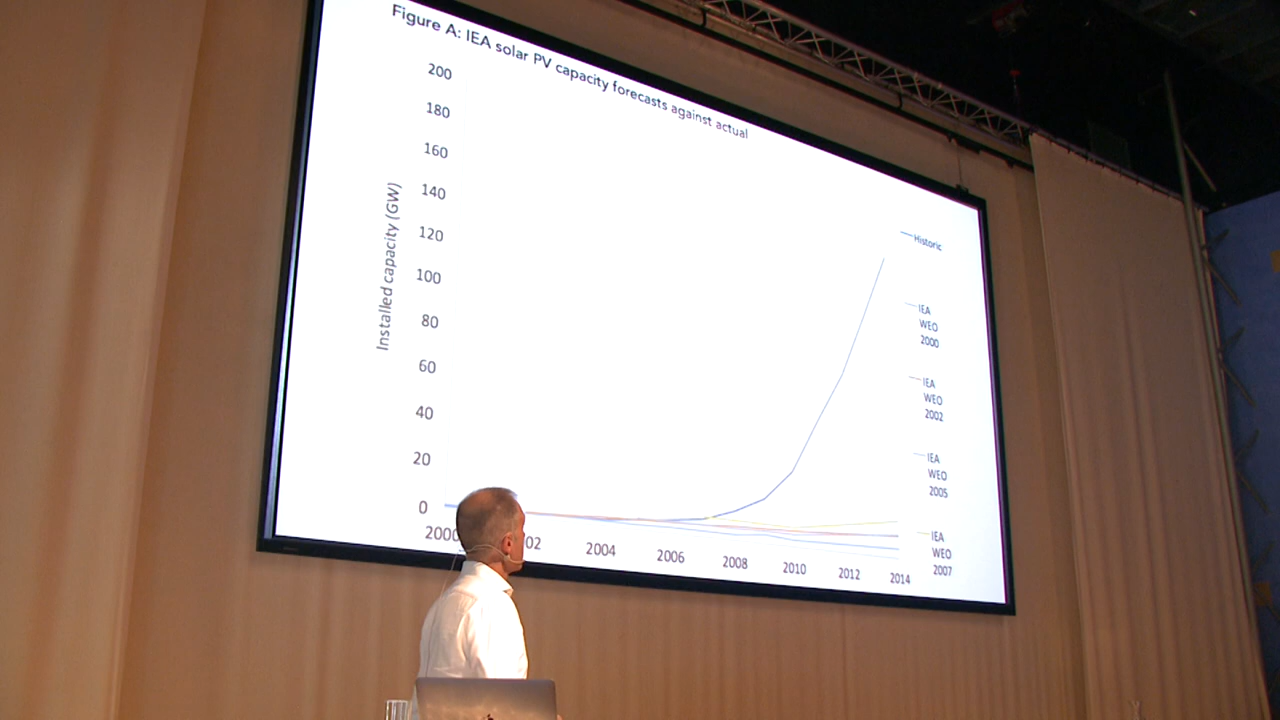 Figure A: IEA solar PV capacity forecasts against actual
200
180
160
140
120
100
80
60
40
20
0
Installed capacity (GW)
2000
02
2004
2006
2008
2010
2012
2014
Historic
IEA
WEO
2000
IEA
WEO
2002
IEA
WEO
2005
IEA
WEO
2007